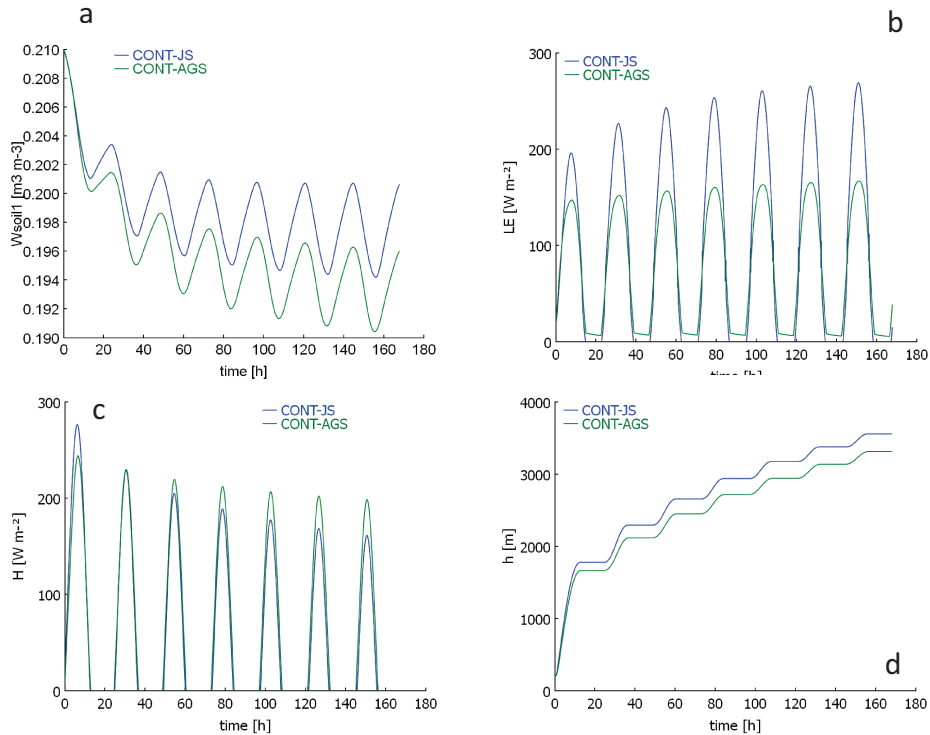 a
CONT-JS
CONT-AGS
0.210
0.208
0.206
0.204
0.202
0.200
0.198
0.196
0.194
0.192
0.190
Wsoil1 [m3 m-3]
0 20 40 60 80 100 120 140 160 180
time [h]
b
CONT-JS
CONT-AGS
300
200
100
0
LE [W m-²]
0 20 40 60 80 100 120 140 160 180
time [h]
c
CONT-JS
CONT-AGS
300
200
100
0
H [W m-²]
0 20 40 60 80 100 120 140 160 180
time [h]
CONT-JS
CONT-AGS
4000
3000
2000
1000
0
h [m]
d
0 20 40 60 80 100 120 140 160 180
time [h]